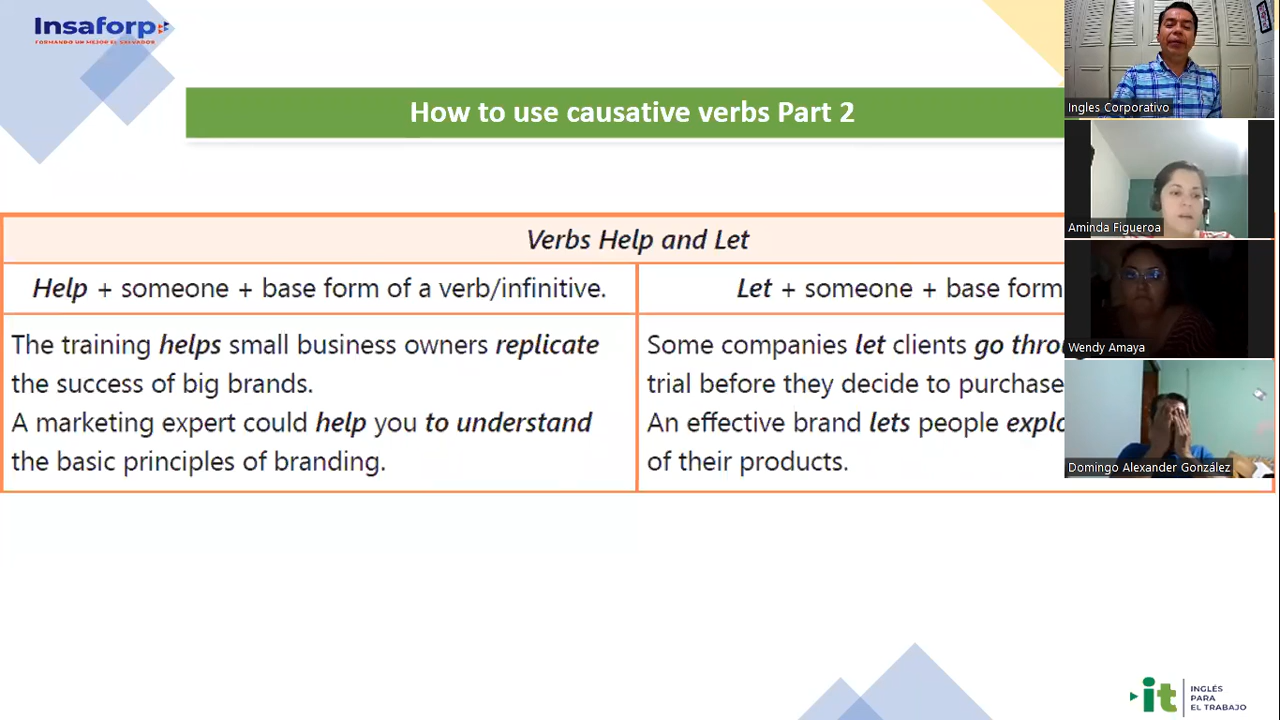 Insaforp
FORMANDO UN MEJOR EL SALVADOR
How to use causative verbs Part 2
Ingles Corporativo
Verbs Help and Let
Aminda Figueroa
Help + someone + base form of a verb/infinitive.
Let + someone + base form
The training helps small business owners replicate
the success of big brands.
A marketing expert could help you to understand
the basic principles of branding.
Some companies let clients go
trial before they decide to purchase
An effective brand lets people
of their products.
Wendy Amaya
Domingo Alexander González
it
INGLÉS
PARA
EL TRABAJO